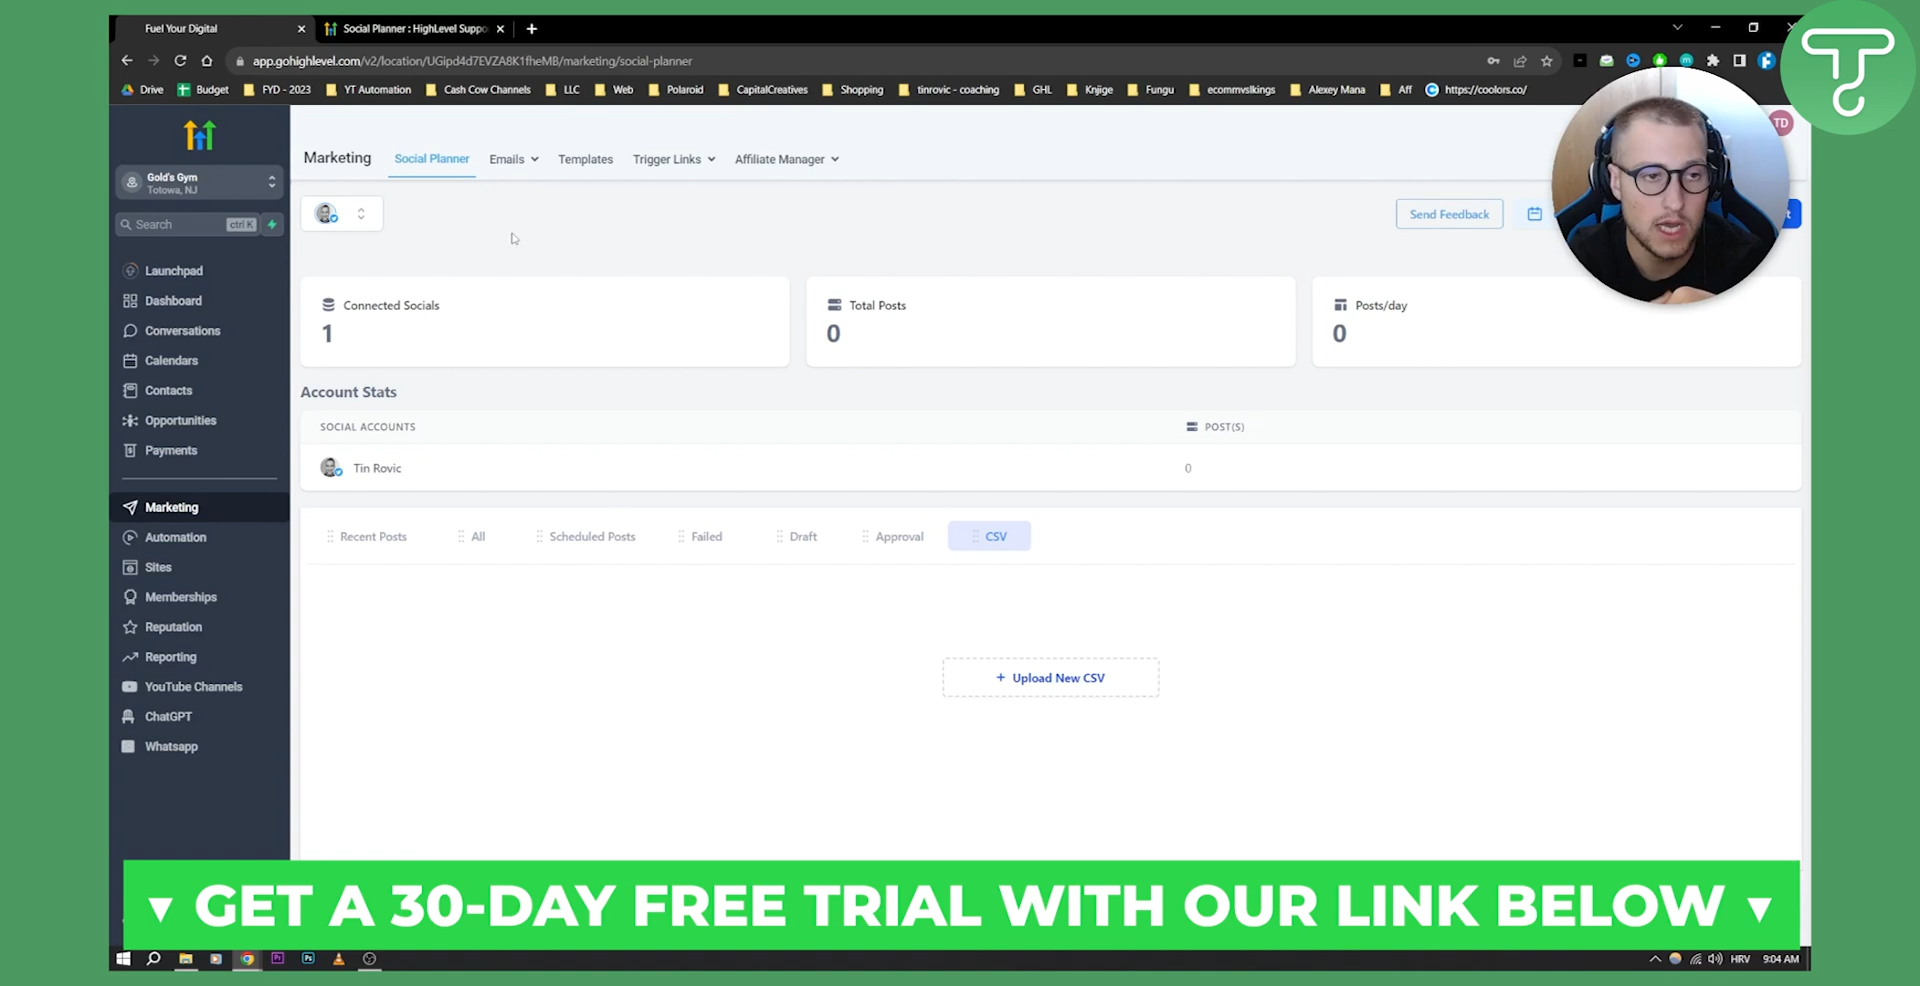 Fuel Your Digital
Social Planner : HighLevel Suppo
app.gohighlevel.com/v2/location/UGipd4d7EVZA8K1fheMB/marketing/social-planner
Drive Budget FYD - 2023 YT Automation Cash Cow Channels LLC Web Polaroid CapitalCreatives Shopping tinrovic - coaching GHL Knjige Fungu ecommvslkings Alexey Mana Aff https://coolors.co/
TD
Gold's Gym
Totowa, NJ
Search ctrl K
Launchpad
Dashboard
Conversations
Calendars
Contacts
Opportunities
Payments
Marketing
Automation
Sites
Memberships
Reputation
Reporting
YouTube Channels
ChatGPT
Whatsapp
Marketing Social Planner Emails Templates Trigger Links Affiliate Manager
Send Feedback
Connected Socials
1
Total Posts
0
Posts/day
0
Account Stats
SOCIAL ACCOUNTS POST(S)
Tin Rovic 0
Recent Posts All Scheduled Posts Failed Draft Approval CSV
+ Upload New CSV
▼ GET A 30-DAY FREE TRIAL WITH OUR LINK BELOW ▼
HRV 9:04 AM